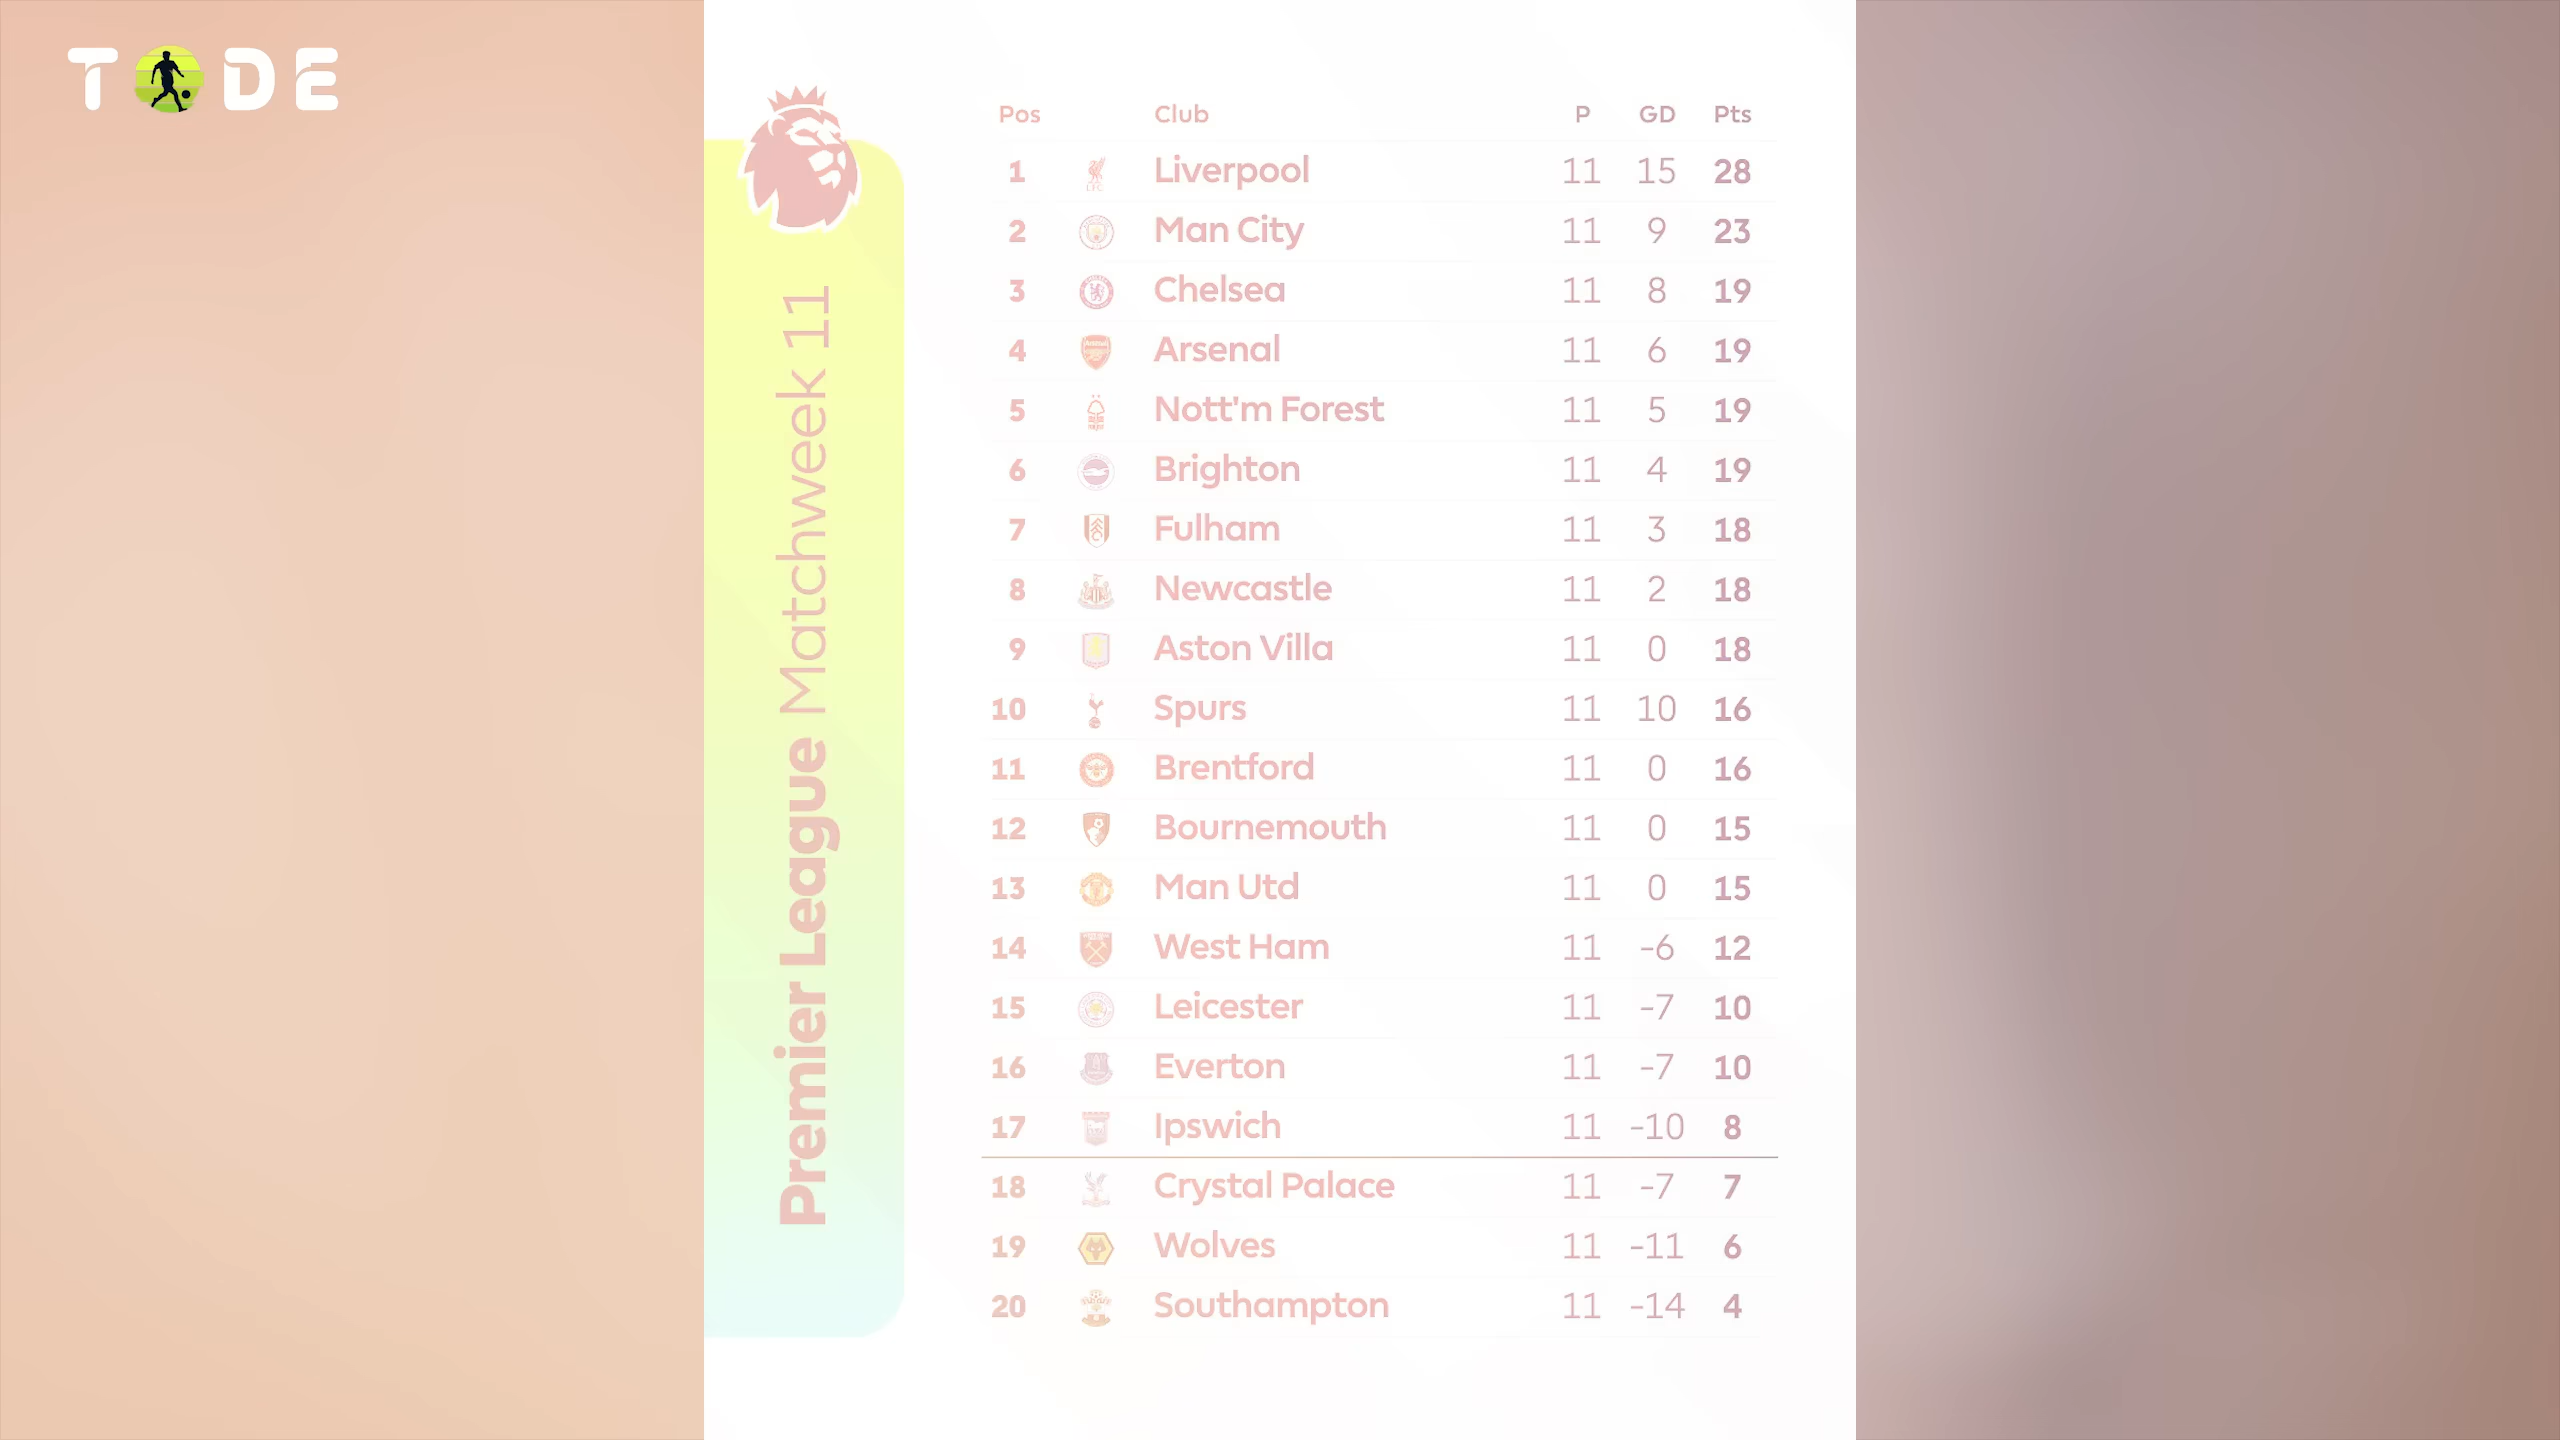 TODE
Premier League Matchweek 11
Pos Club P GD Pts
1 Liverpool 11 15 28
2 Man City 11 9 23
3 Chelsea 11 8 19
4 Arsenal 11 6 19
5 Nott'm Forest 11 5 19
6 Brighton 11 4 19
7 Fulham 11 3 18
8 Newcastle 11 2 18
9 Aston Villa 11 0 18
10 Spurs 11 10 16
11 Brentford 11 0 16
12 Bournemouth 11 0 15
13 Man Utd 11 0 15
14 West Ham 11 -6 12
15 Leicester 11 -7 10
16 Everton 11 -7 10
17 Ipswich 11 -10 8
18 Crystal Palace 11 -7 7
19 Wolves 11 -11 6
20 Southampton 11 -14 4